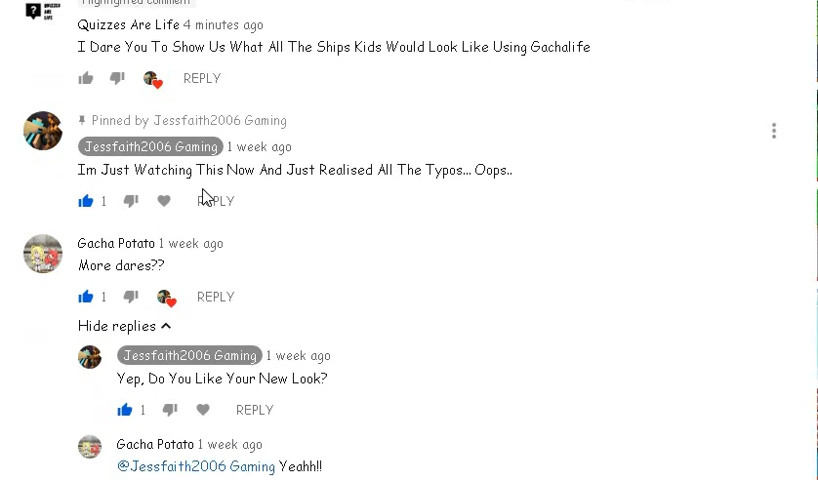 Highlighted comment
Quizzes Are Life 4 minutes ago
I Dare You To Show Us What All The Ships Kids Would Look Like Using Gachalife
REPLY
Pinned by Jessfaith2006 Gaming
Jessfaith2006 Gaming 1 week ago
Im Just Watching This Now And Just Realised All The Typos... Oops..
1 REPLY
Gacha Potato 1 week ago
More dares??
1 REPLY
Hide replies
Jessfaith2006 Gaming 1 week ago
Yep, Do You Like Your New Look?
1 REPLY
Gacha Potato 1 week ago
@Jessfaith2006 Gaming Yeahh!!